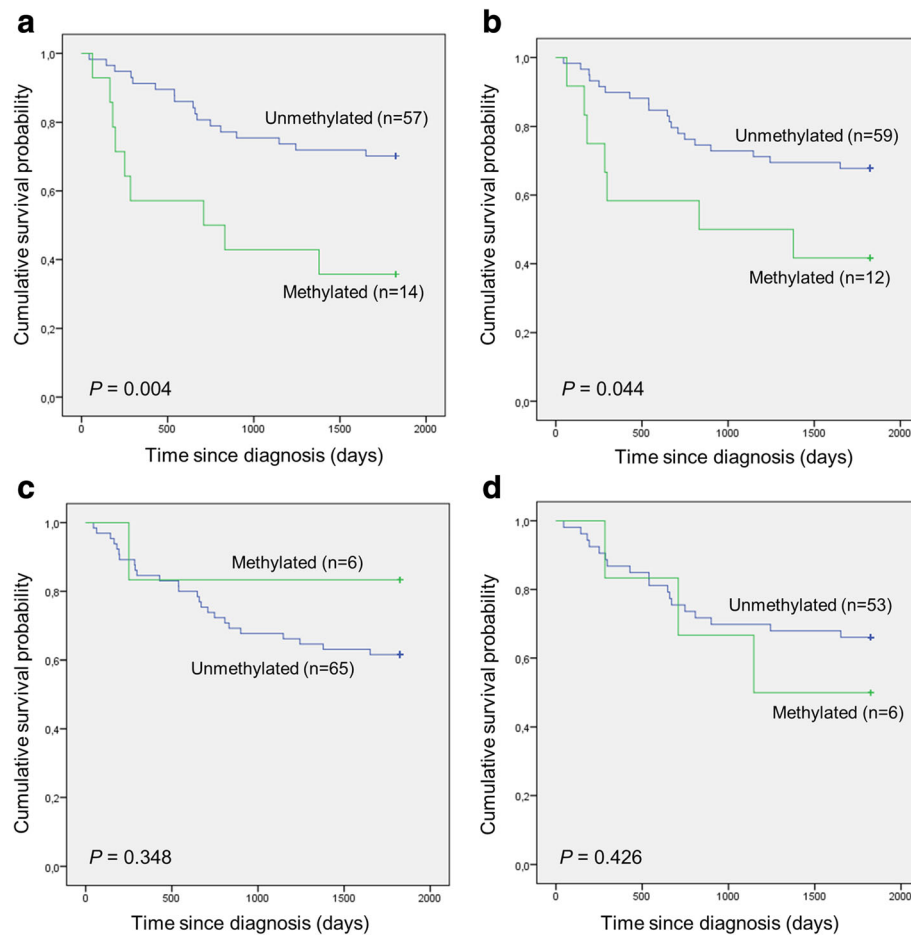 a
Cumulative survival probability
1,0
0,8
0,6
0,4
0,2
0,0
Unmethylated (n=57)
Methylated (n=14)
P = 0.004
0 500 1000 1500 2000
Time since diagnosis (days)
b
Cumulative survival probability
1,0
0,8
0,6
0,4
0,2
0,0
Unmethylated (n=59)
Methylated (n=12)
P = 0.044
0 500 1000 1500 2000
Time since diagnosis (days)
c
Cumulative survival probability
1,0
0,8
0,6
0,4
0,2
0,0
Methylated (n=6)
Unmethylated (n=65)
P = 0.348
0 500 1000 1500 2000
Time since diagnosis (days)
d
Cumulative survival probability
1,0
0,8
0,6
0,4
0,2
0,0
Unmethylated (n=53)
Methylated (n=6)
P = 0.426
0 500 1000 1500 2000
Time since diagnosis (days)